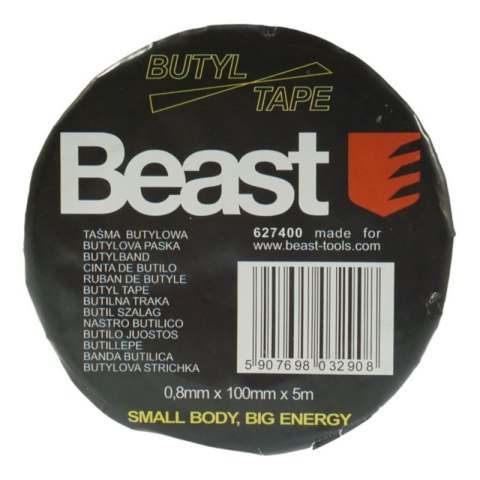 BUTYL
TAPE
Beast
TAŚMA BUTYLOWA
BUTYLOVA PASKA
BUTYLBAND
CINTA DE BUTILO
RUBAN DE BUTYLE
BUTYL TAPE
BUTILNA TRAKA
BUTIL SZALAG
NASTRO BUTILICO
BUTILO JUOSTOS
BUTILLEPE
BANDA BUTILICA
BUTYLOVA STRICHKA
627400 made for
www.beast-tools.com
5 907698 032908
0,8mm x 100mm x 5m
SMALL BODY, BIG ENERGY